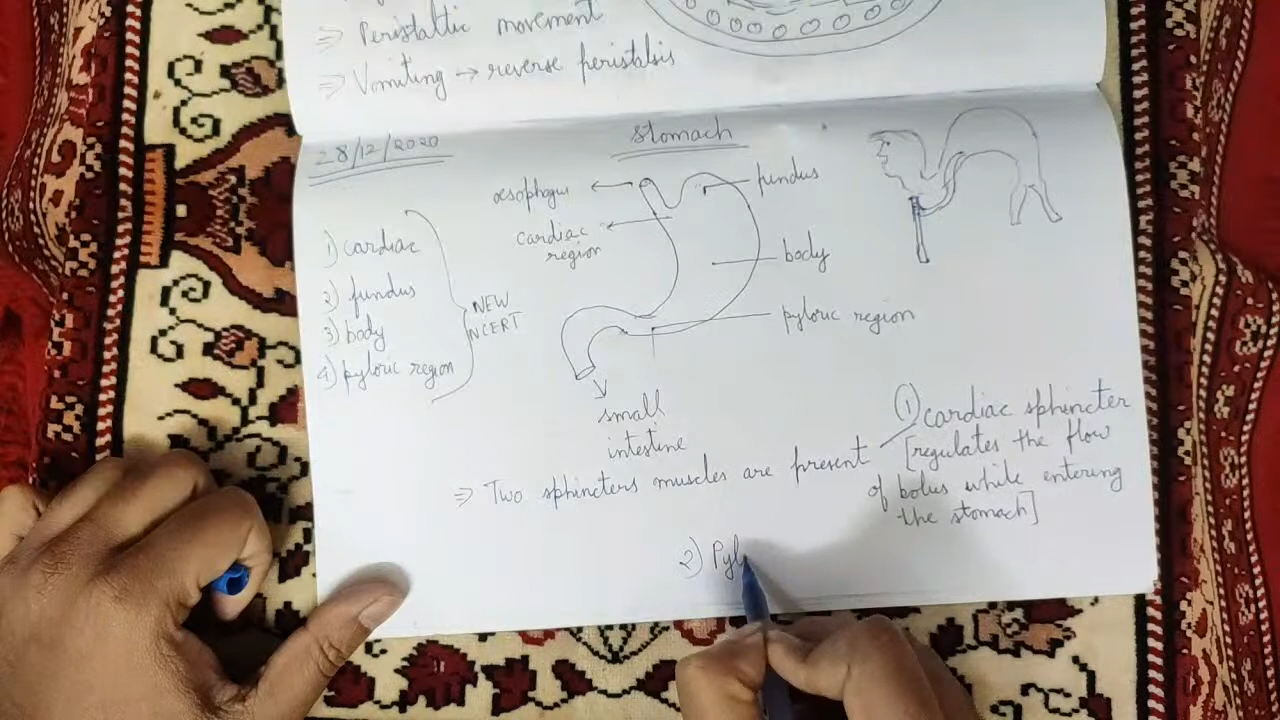 ⇒ Peristaltic movement
⇒ Vomiting → reverse peristalsis
28/12/2020
Stomach
oesophagus
fundus
cardiac
region
body
pyloric region
small
intestine
1) cardiac
2) fundus
3) body
4) pyloric region
NEW
NCERT
⇒ Two sphincters muscles are present
① cardiac sphincter
[regulates the flow
of bolus while entering
the stomach]
2) Pyl